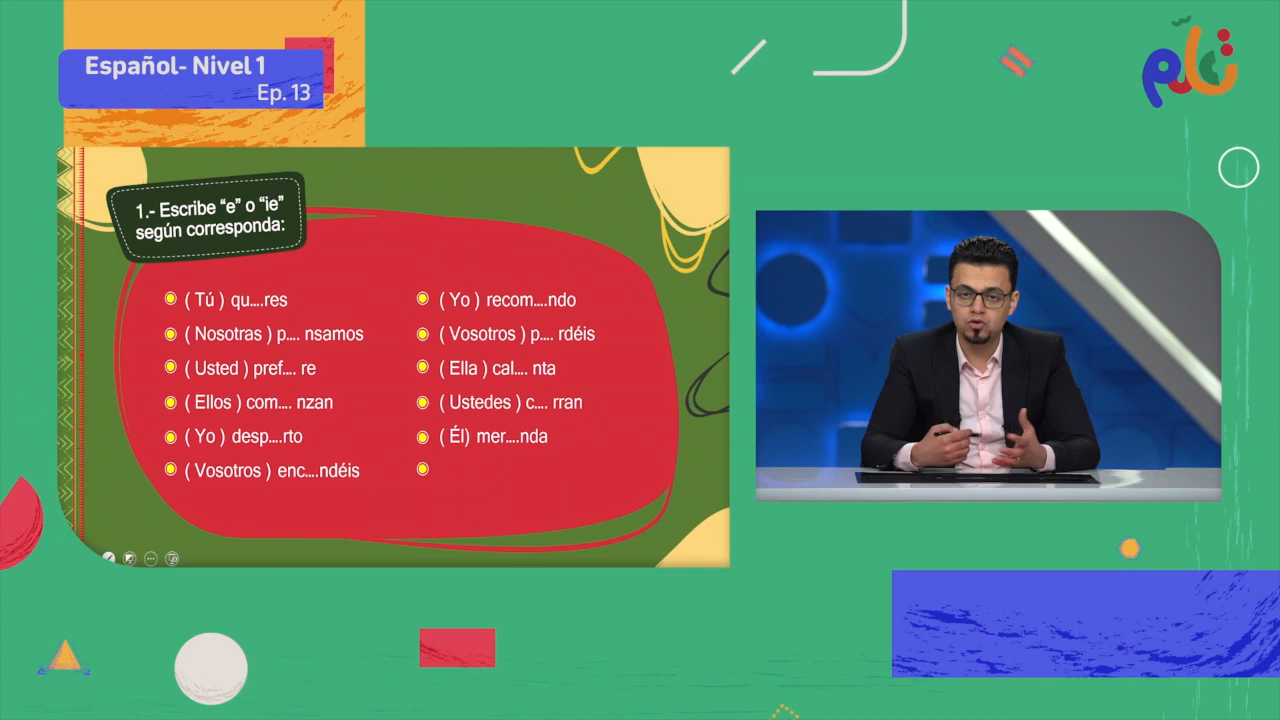 Español- Nivel 1
Ep. 13
1.- Escribe “e” o “ie”
según corresponda:
( Tú ) qu....res
( Nosotras ) p.... nsamos
( Usted ) pref.... re
( Ellos ) com.... nzan
( Yo ) desp....rto
( Vosotros ) enc....ndéis
( Yo ) recom....ndo
( Vosotros ) p.... rdéis
( Ella ) cal.... nta
( Ustedes ) c.... rran
( Él) mer....nda